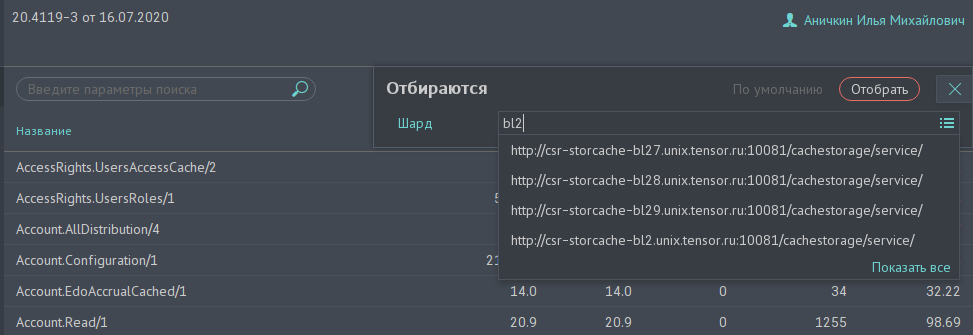 20.4119-3 от 16.07.2020
Аничкин Илья Михайлович
Введите параметры поиска
Отбираются
По умолчанию
Отобрать
Название
Шард
bl2
http://csr-storcache-bl27.unix.tensor.ru:10081/cachestorage/service/
http://csr-storcache-bl28.unix.tensor.ru:10081/cachestorage/service/
http://csr-storcache-bl29.unix.tensor.ru:10081/cachestorage/service/
http://csr-storcache-bl2.unix.tensor.ru:10081/cachestorage/service/
Показать все
AccessRights.UsersAccessCache/2
AccessRights.UsersRoles/1 5
Account.AllDistribution/4
Account.Configuration/1 21
Account.EdoAccrualCached/1 14.0 14.0 0 34 32.22
Account.Read/1 20.9 20.9 0 1255 98.69